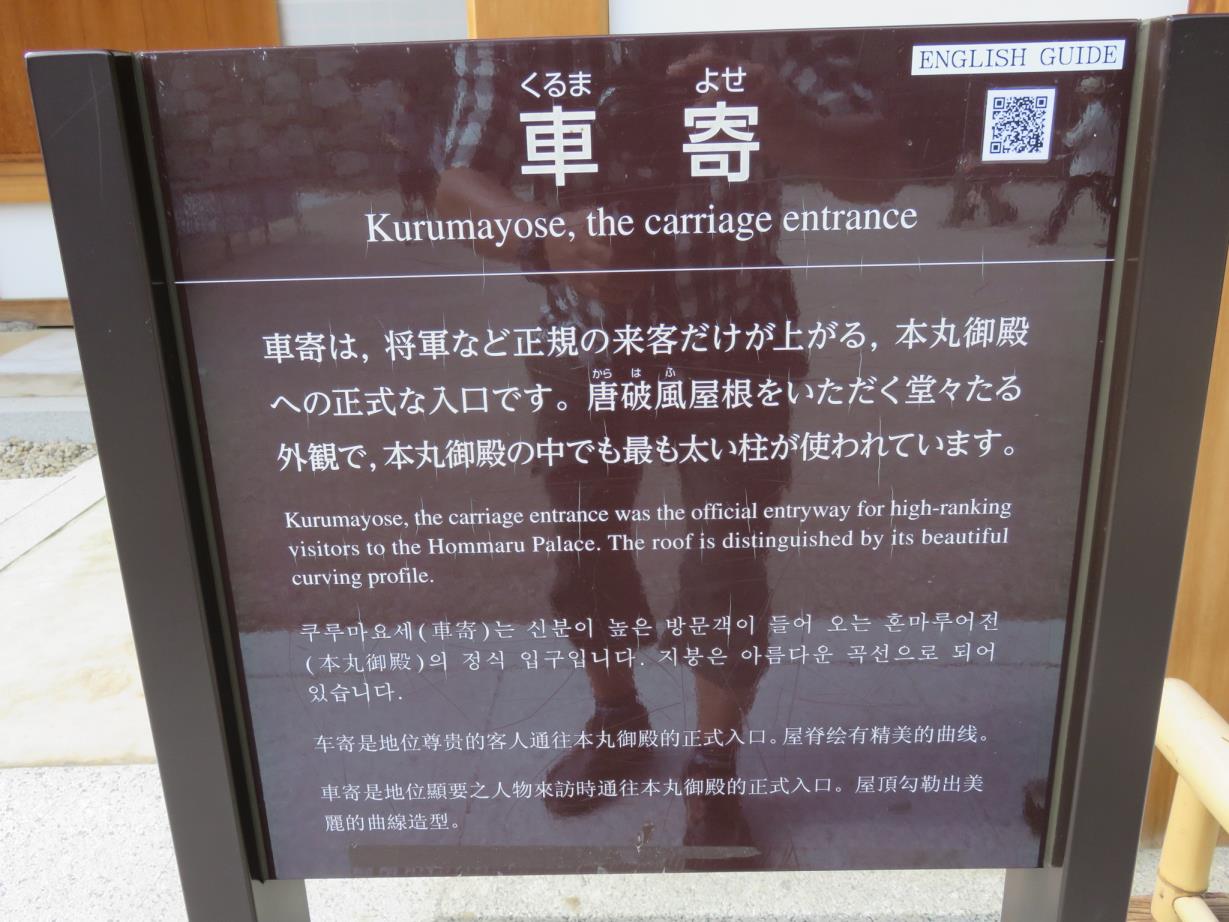 ENGLISH GUIDE
くるま よせ
車 寄
Kurumayose, the carriage entrance
車寄は, 将軍など正規の来客だけが上がる, 本丸御殿
からはふ
への正式な入口です。唐破風屋根をいただく堂々たる
外観で, 本丸御殿の中でも最も太い柱が使われています。
Kurumayose, the carriage entrance was the official entryway for high-ranking
visitors to the Hommaru Palace. The roof is distinguished by its beautiful
curving profile.
쿠루마요세(車寄)는 신분이 높은 방문객이 들어 오는 혼마루어전
(本丸御殿)의 정식 입구입니다. 지붕은 아름다운 곡선으로 되어
있습니다.
车寄是地位尊贵的客人通往本丸御殿的正式入口。屋脊绘有精美的曲线。
車寄是地位顯要之人物來訪時通往本丸御殿的正式入口。屋頂勾勒出美
麗的曲線造型。